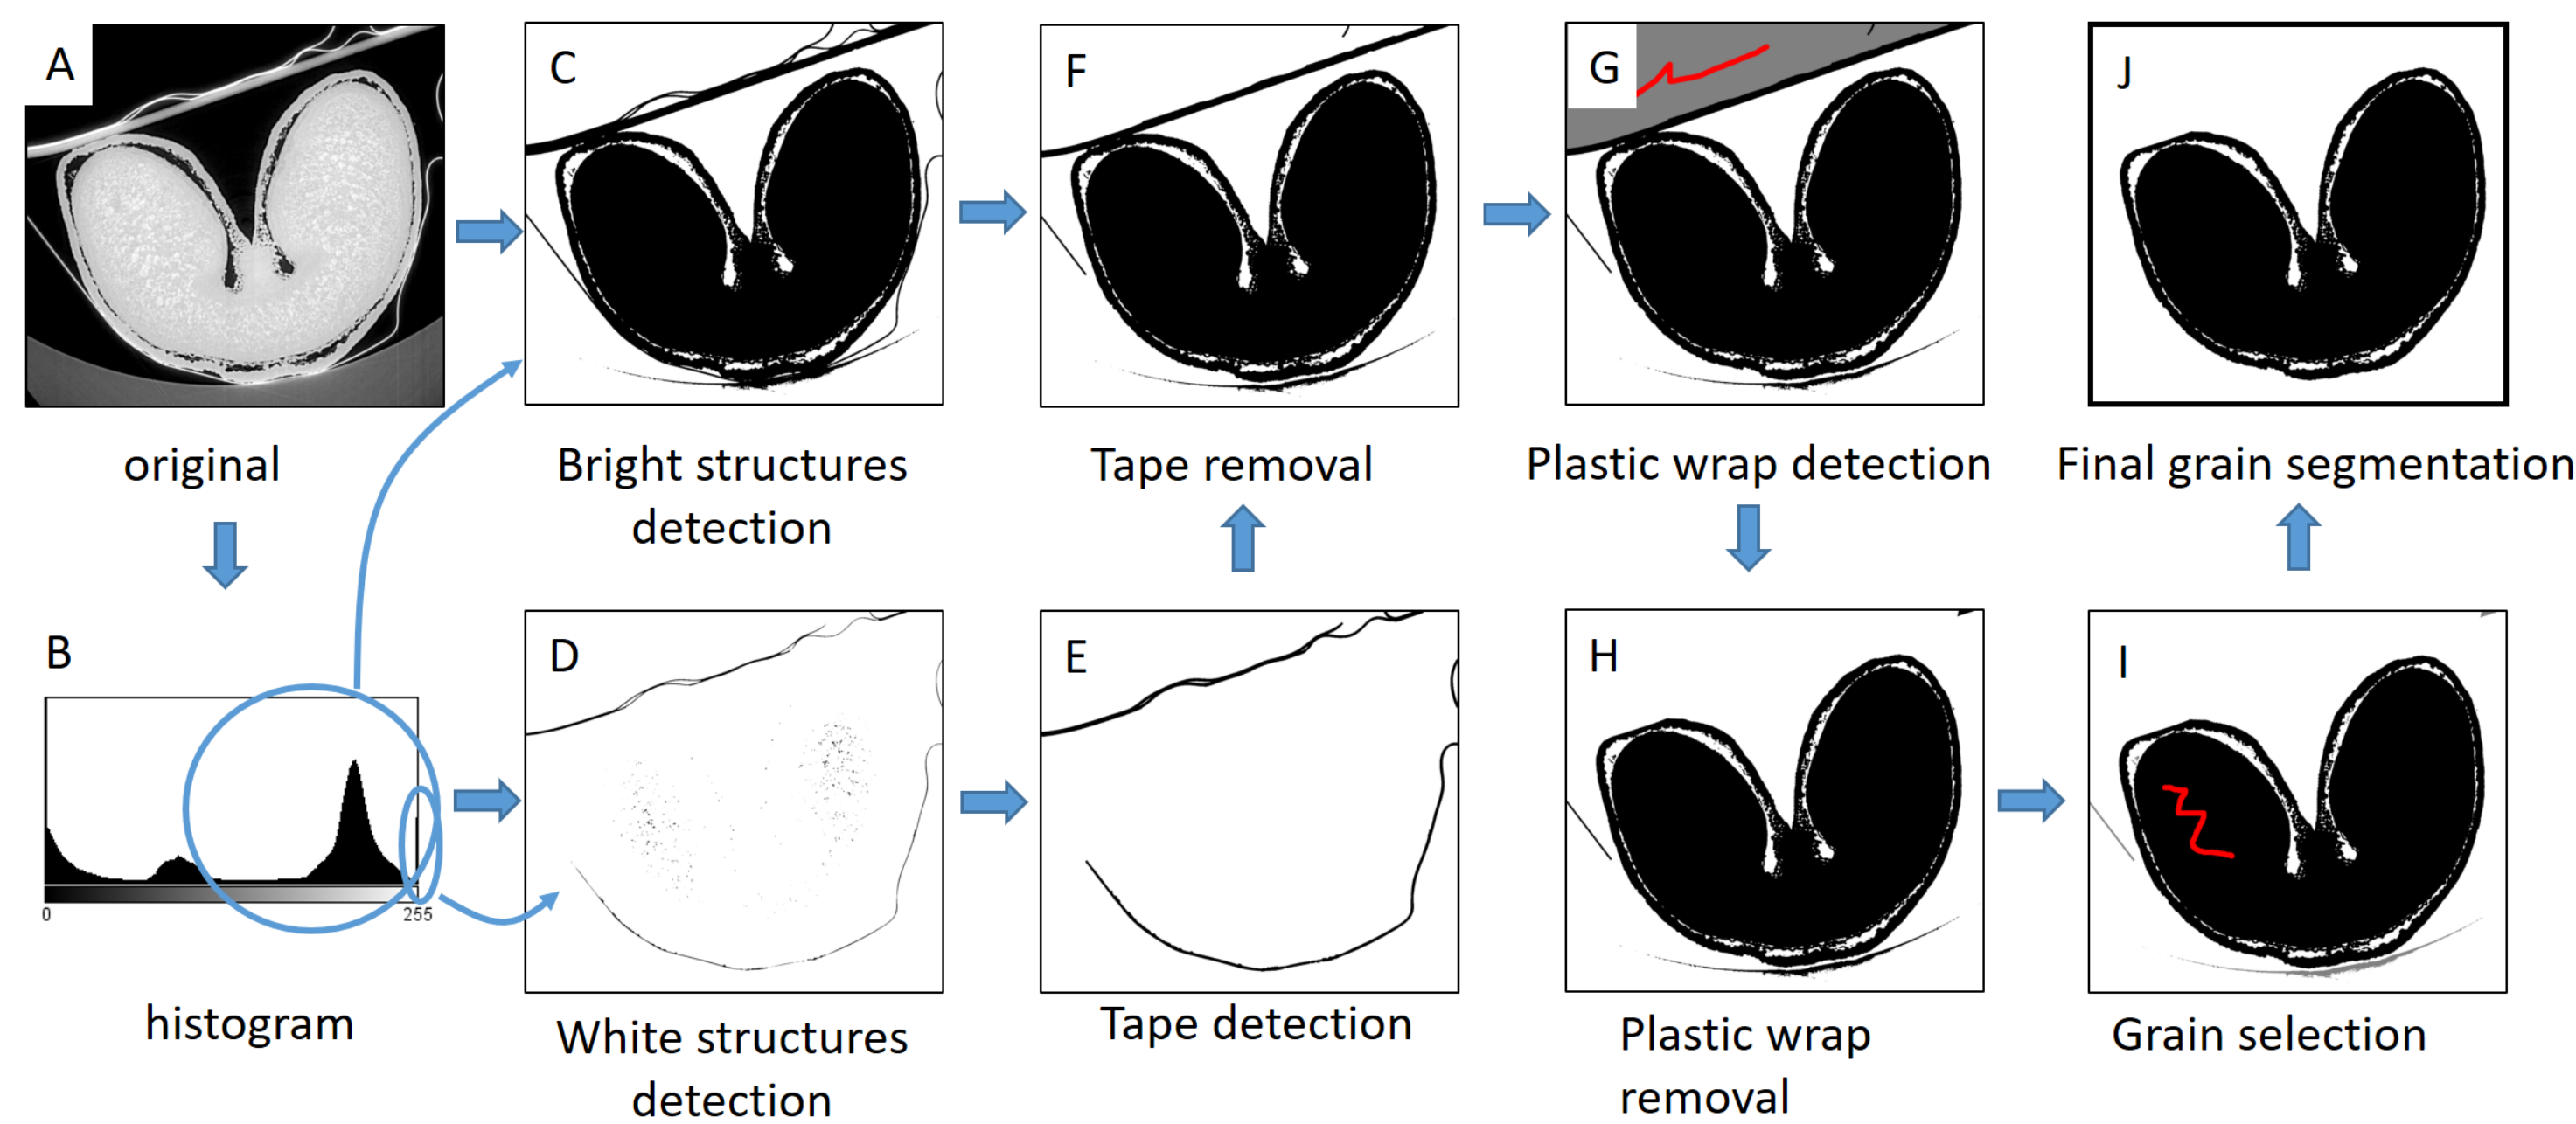 A
original
B
0
255
histogram
C
Bright structures
detection
D
White structures
detection
F
Tape removal
E
Tape detection
G
Plastic wrap detection
H
Plastic wrap
removal
J
Final grain segmentation
I
Grain selection